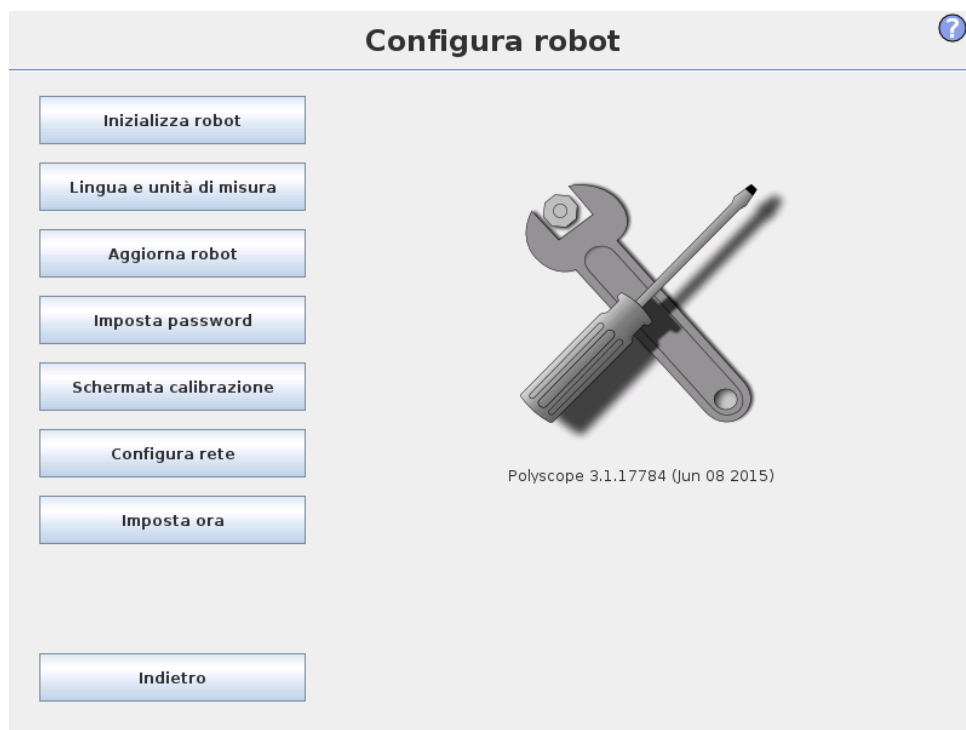 Configura robot
?
Inizializza robot
Lingua e unità di misura
Aggiorna robot
Imposta password
Schermata calibrazione
Configura rete
Imposta ora
Polyscope 3.1.17784 (Jun 08 2015)
Indietro